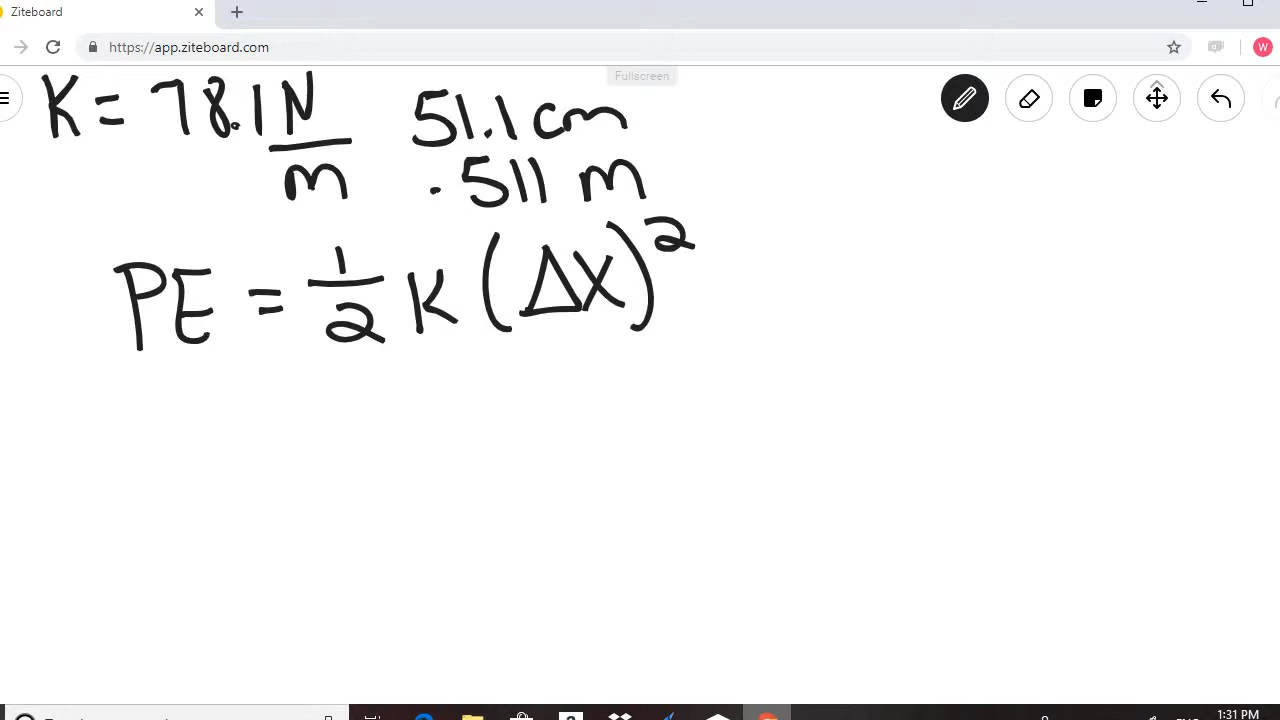 Ziteboard
https://app.ziteboard.com
W
Fullscreen
K = 78.1 N/m
51.1 cm
.511 m
PE = 1/2 K (ΔX)²
1:31 PM